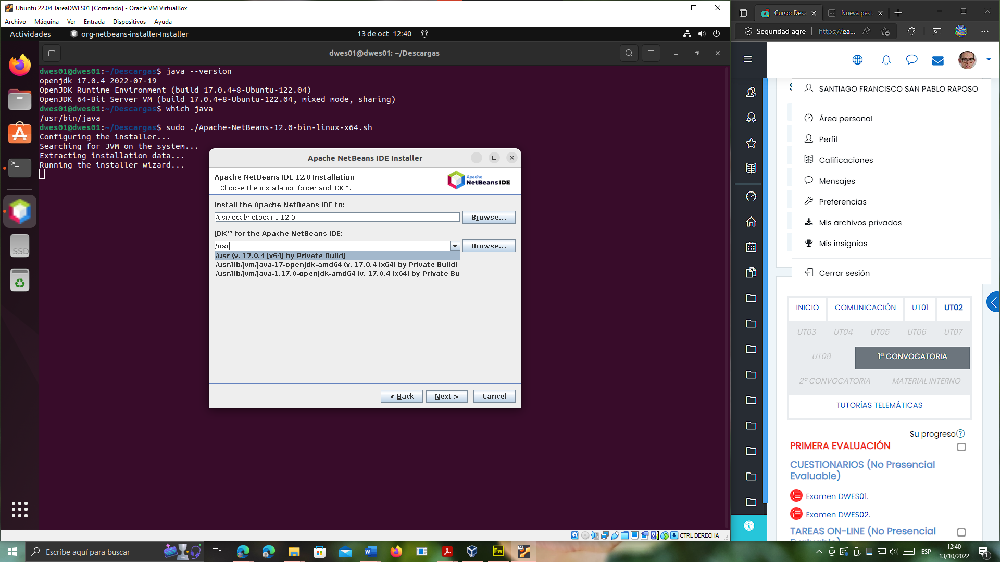 Ubuntu 22.04 TareaDWES01 [Corriendo] - Oracle VM VirtualBox
Archivo Máquina Ver Entrada Dispositivos Ayuda
Actividades org-netbeans-installer-Installer 13 de oct 12:40
dwes01@dwes01: ~/Descargas
dwes01@dwes01:~/Descargas$ java --version
openjdk 17.0.4 2022-07-19
OpenJDK Runtime Environment (build 17.0.4+8-Ubuntu-122.04)
OpenJDK 64-Bit Server VM (build 17.0.4+8-Ubuntu-122.04, mixed mode, sharing)
dwes01@dwes01:~/Descargas$ which java
/usr/bin/java
dwes01@dwes01:~/Descargas$ sudo ./Apache-NetBeans-12.0-bin-linux-x64.sh
Configuring the installer...
Searching for JVM on the system...
Extracting installation data...
Running the installer wizard...
SSD
Apache NetBeans IDE Installer
Apache NetBeans IDE 12.0 Installation
Choose the installation folder and JDK™.
Apache
NetBeans IDE
Install the Apache NetBeans IDE to:
/usr/local/netbeans-12.0
Browse...
JDK™ for the Apache NetBeans IDE:
/usr
Browse...
/usr (v. 17.0.4 [x64] by Private Build)
/usr/lib/jvm/java-17-openjdk-amd64 (v. 17.0.4 [x64] by Private Build)
/usr/lib/jvm/java-1.17.0-openjdk-amd64 (v. 17.0.4 [x64] by Private Bu
< Back Next > Cancel
CTRL DERECHA
Curso: Desa
Nueva pest
Seguridad agre
https://ea...
SANTIAGO FRANCISCO SAN PABLO RAPOSO
Área personal
Perfil
Calificaciones
Mensajes
Preferencias
Mis archivos privados
Mis insignias
Cerrar sesión
INICIO COMUNICACIÓN UT01 UT02
UT03 UT04 UT05 UT06 UT07
UT08 1ª CONVOCATORIA
2ª CONVOCATORIA MATERIAL INTERNO
TUTORÍAS TELEMÁTICAS
Su progreso
PRIMERA EVALUACIÓN
CUESTIONARIOS (No Presencial
Evaluable)
Examen DWES01.
Examen DWES02.
TAREAS ON-LINE (No Presencial
Escribe aquí para buscar
Fw
ESP
12:40
13/10/2022
1